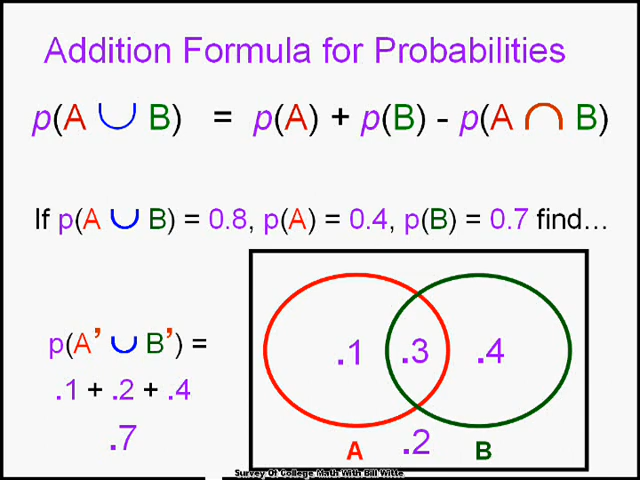 Addition Formula for Probabilities
p(A ∪ B) = p(A) + p(B) - p(A ∩ B)
If p(A ∪ B) = 0.8, p(A) = 0.4, p(B) = 0.7 find…
p(A’ ∪ B’) =
.1 + .2 + .4
.7
.1 .3 .4
A .2 B
Survey Of College Math With Bill Witte